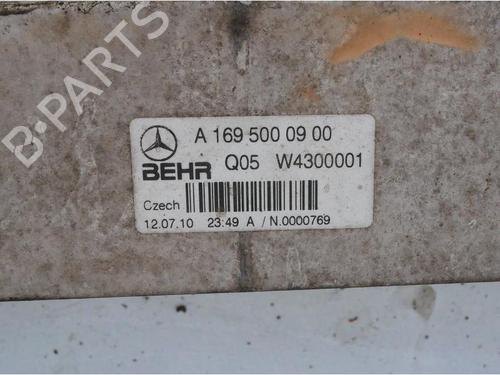 B-PARTS
A 169 500 09 00
BEHR Q05 W4300001
Czech
12.07.10 23:49 A / N.0000769